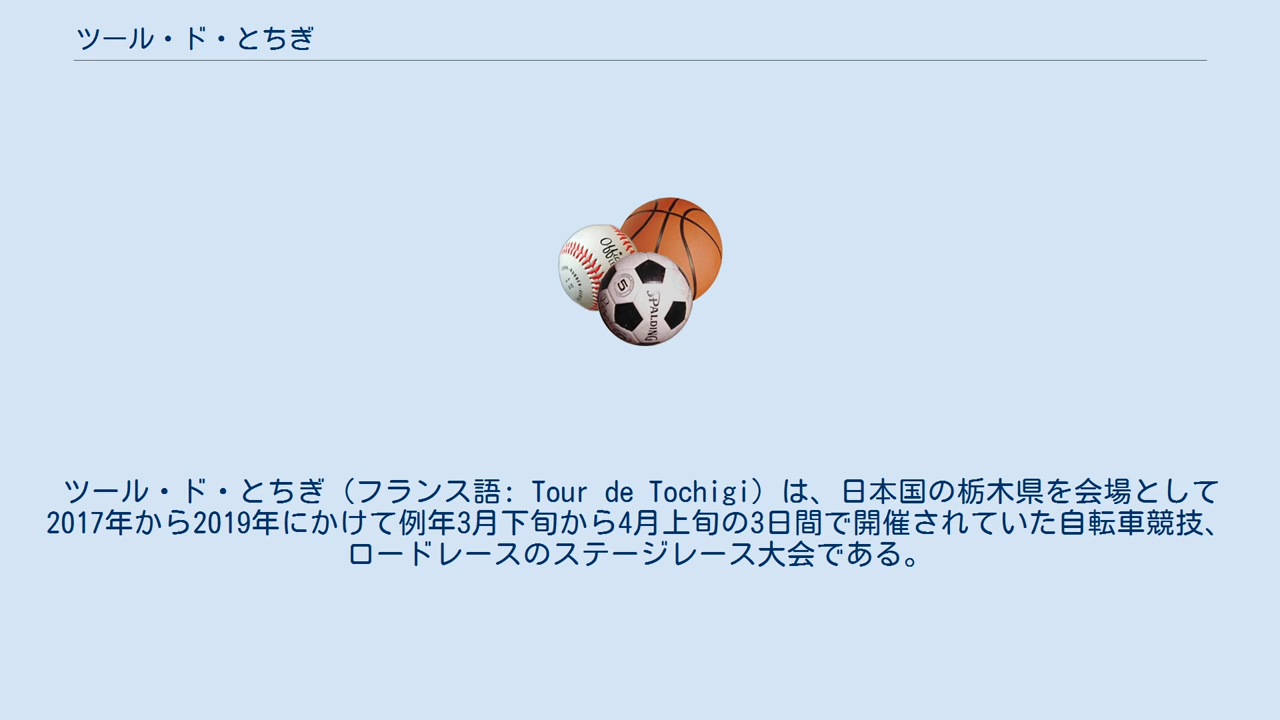 ツール・ド・とちぎ
Offic
5
SPALDING
ツール・ド・とちぎ（フランス語: Tour de Tochigi）は、日本国の栃木県を会場として
2017年から2019年にかけて例年3月下旬から4月上旬の3日間で開催されていた自転車競技、
ロードレースのステージレース大会である。